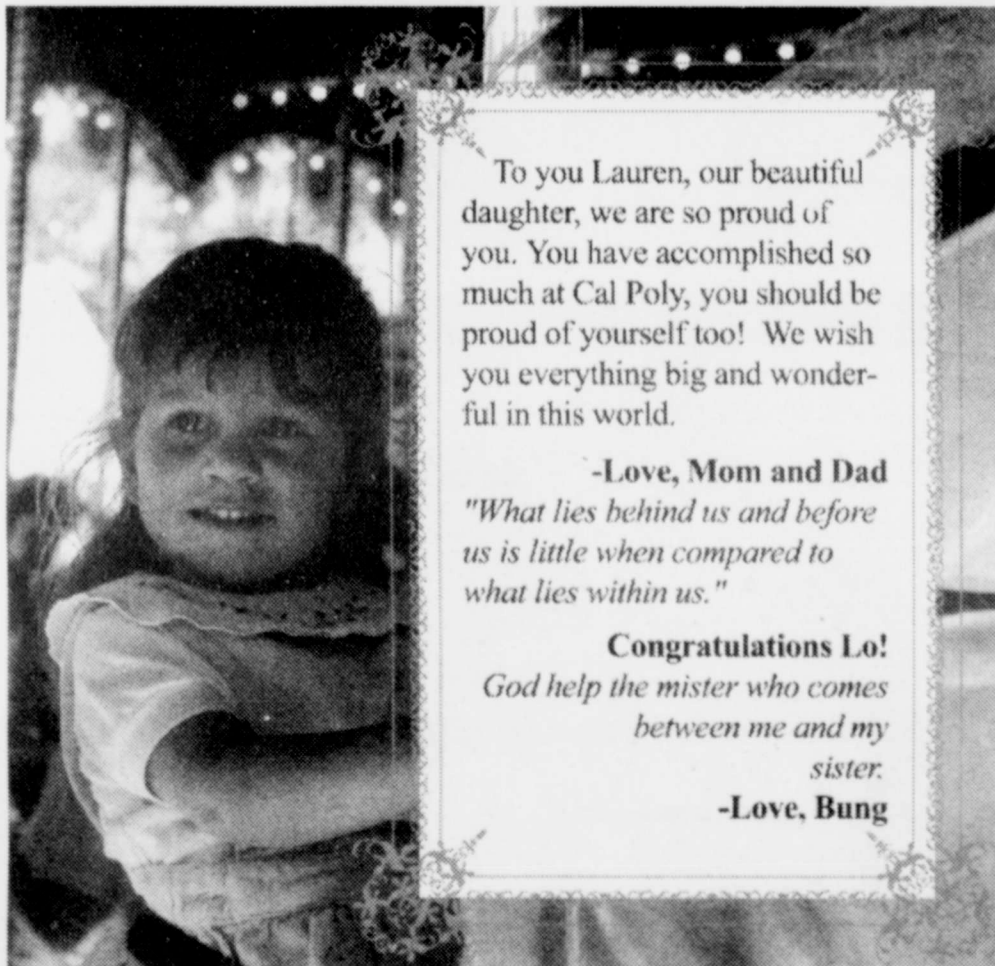 To you Lauren, our beautiful
daughter, we are so proud of
you. You have accomplished so
much at Cal Poly, you should be
proud of yourself too!  We wish
you everything big and wonder-
ful in this world.
-Love, Mom and Dad
"What lies behind us and before
us is little when compared to
what lies within us."
Congratulations Lo!
God help the mister who comes
between me and my
sister.
-Love, Bung